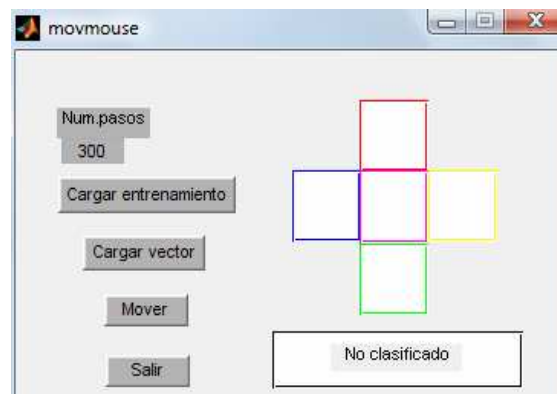 movmouse
Num.pasos
300
Cargar entrenamiento
Cargar vector
Mover
Salir
No clasificado